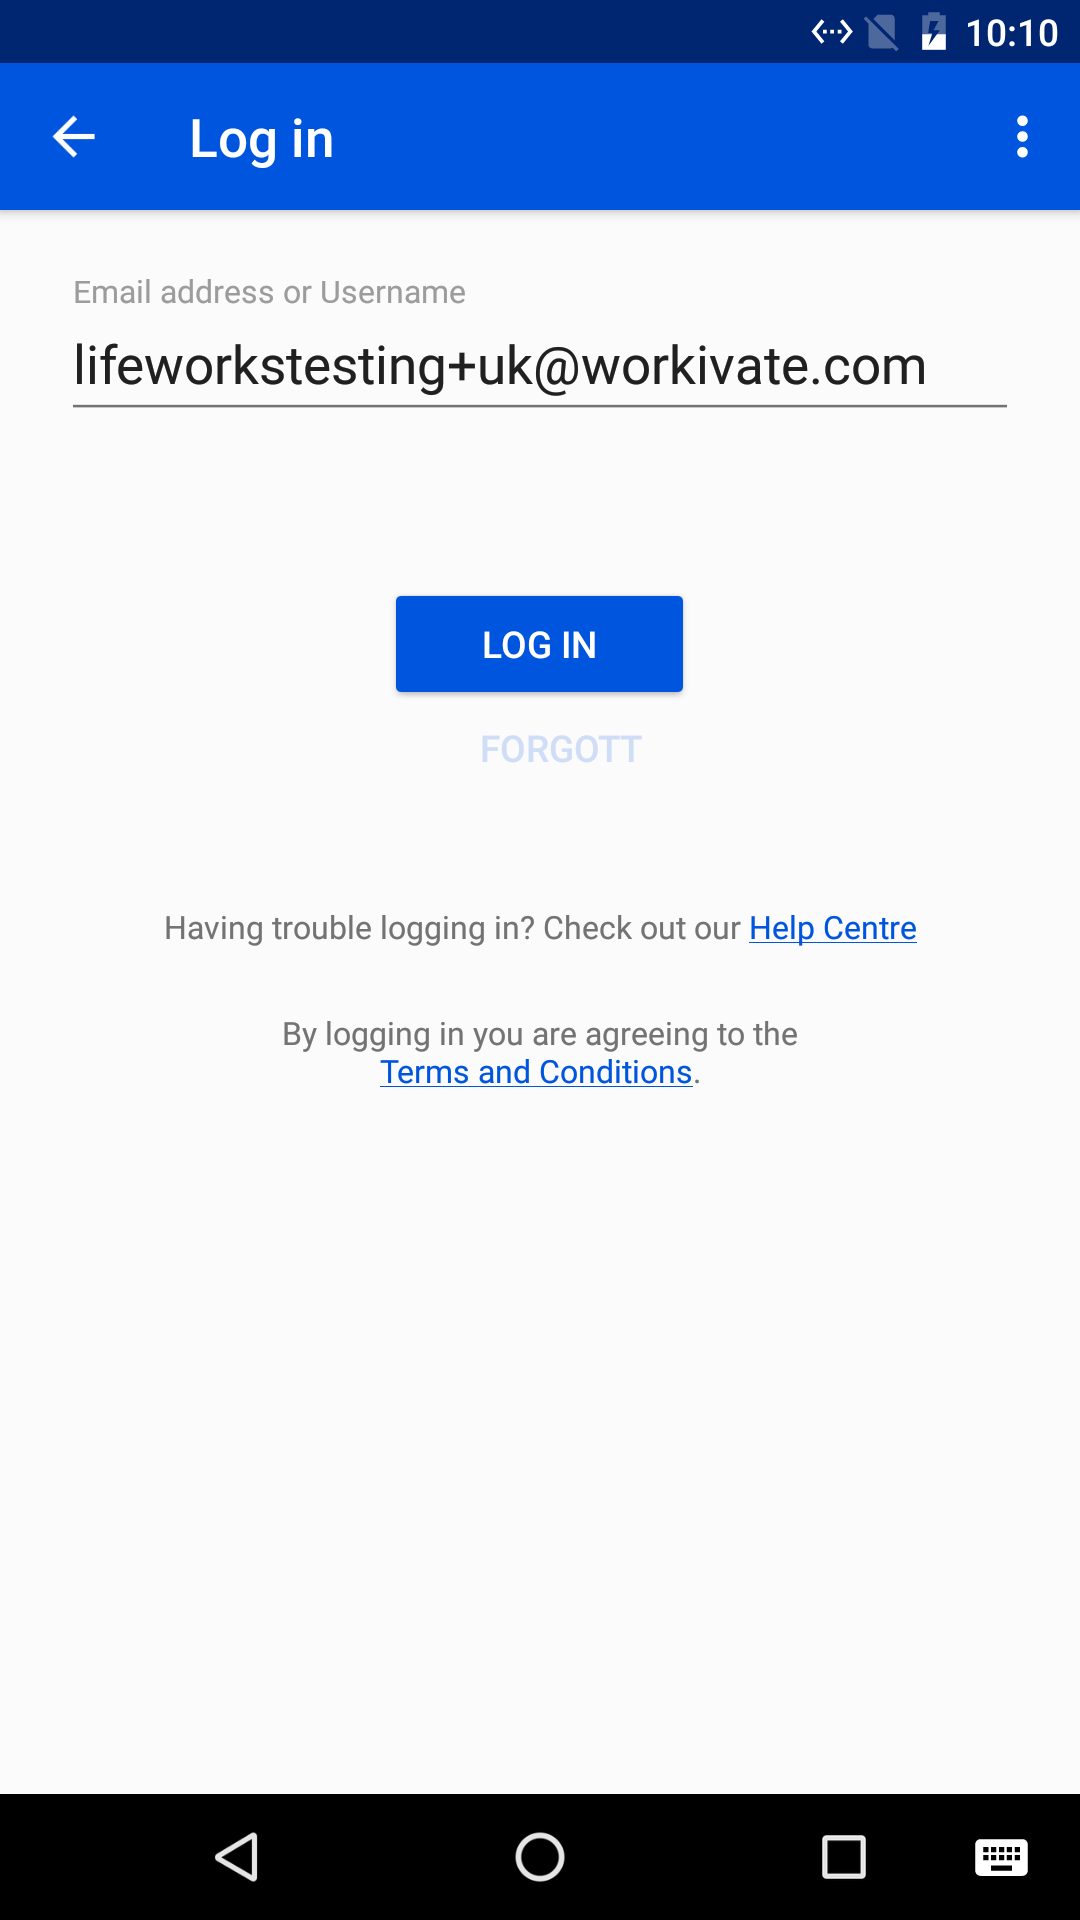 10:10
Log in
Email address or Username
lifeworkstesting+uk@workivate.com
LOG IN
FORGOTT
Having trouble logging in? Check out our Help Centre
By logging in you are agreeing to the
Terms and Conditions.